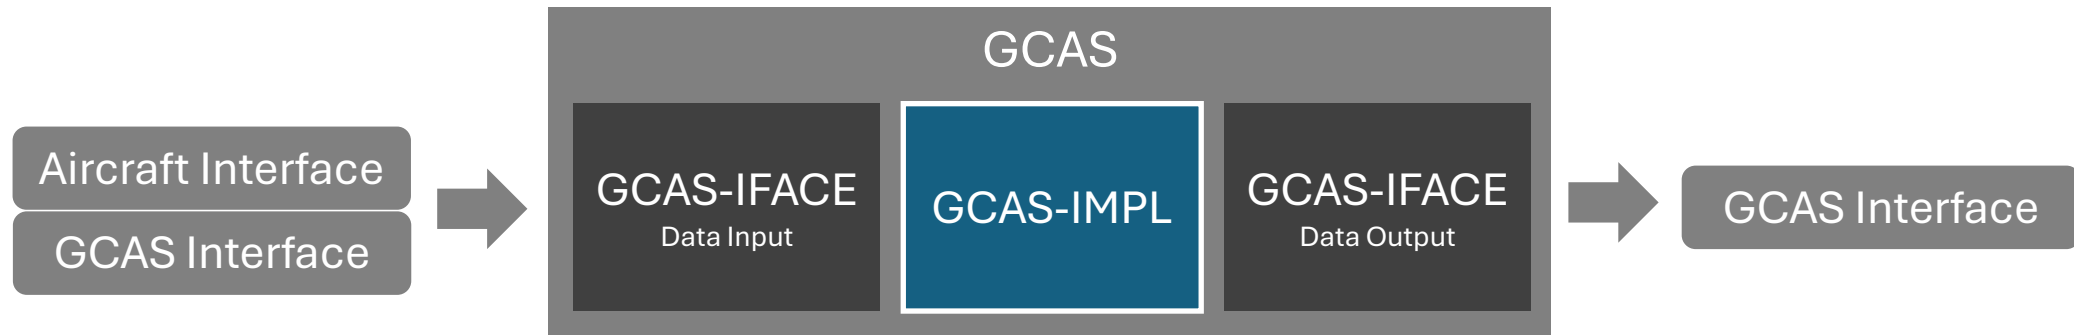 Aircraft Interface
GCAS Interface
GCAS
GCAS-IFACE
Data Input
GCAS-IMPL
GCAS-IFACE
Data Output
GCAS Interface